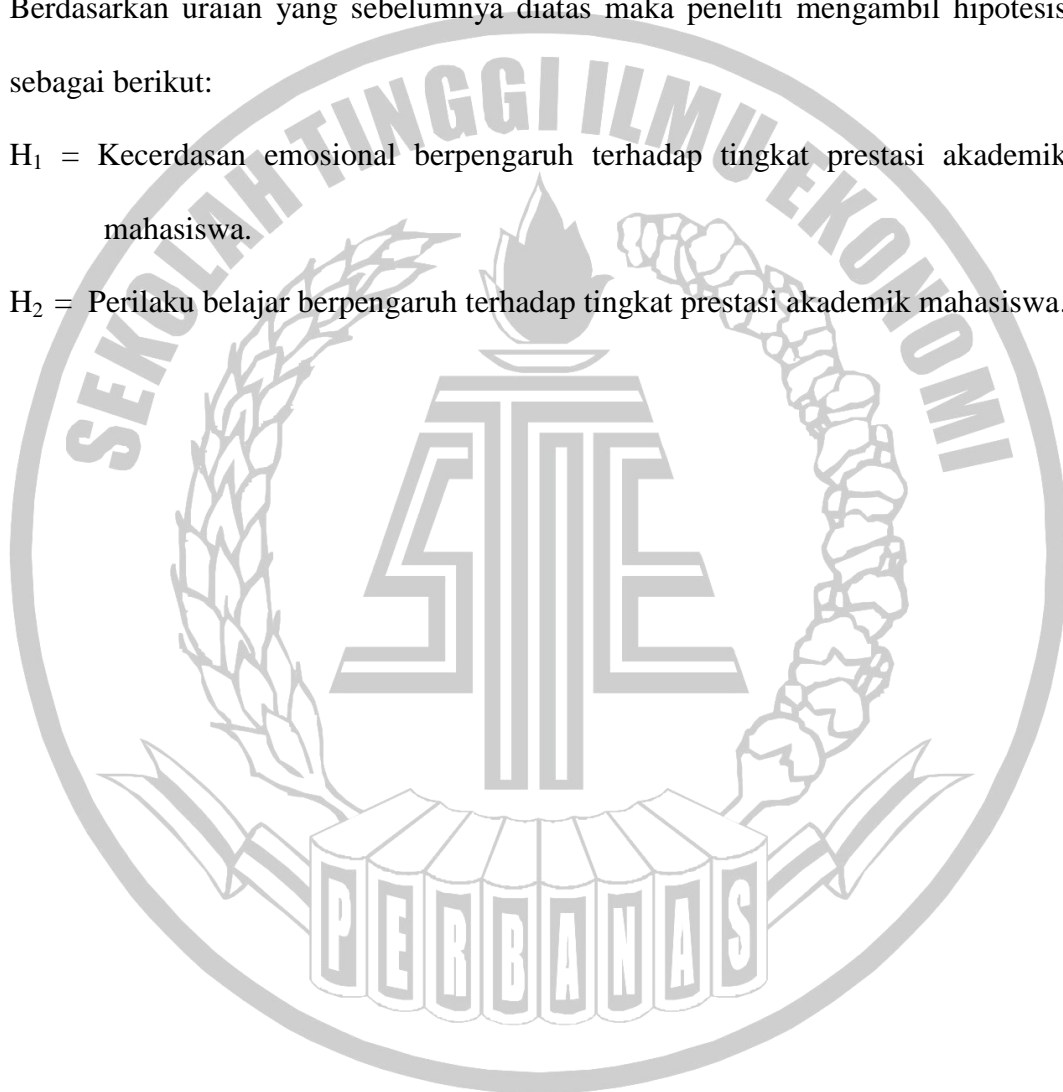 Berdasarkan uraian yang sebelumnya diatas maka peneliti mengambil hipotesis
sebagai berikut:
H₁ = Kecerdasan emosional berpengaruh terhadap tingkat prestasi akademik
mahasiswa.
H₂ = Perilaku belajar berpengaruh terhadap tingkat prestasi akademik mahasiswa.
SEKOLAH TINGGI ILMU EKONOMI
STIE
PERBANAS